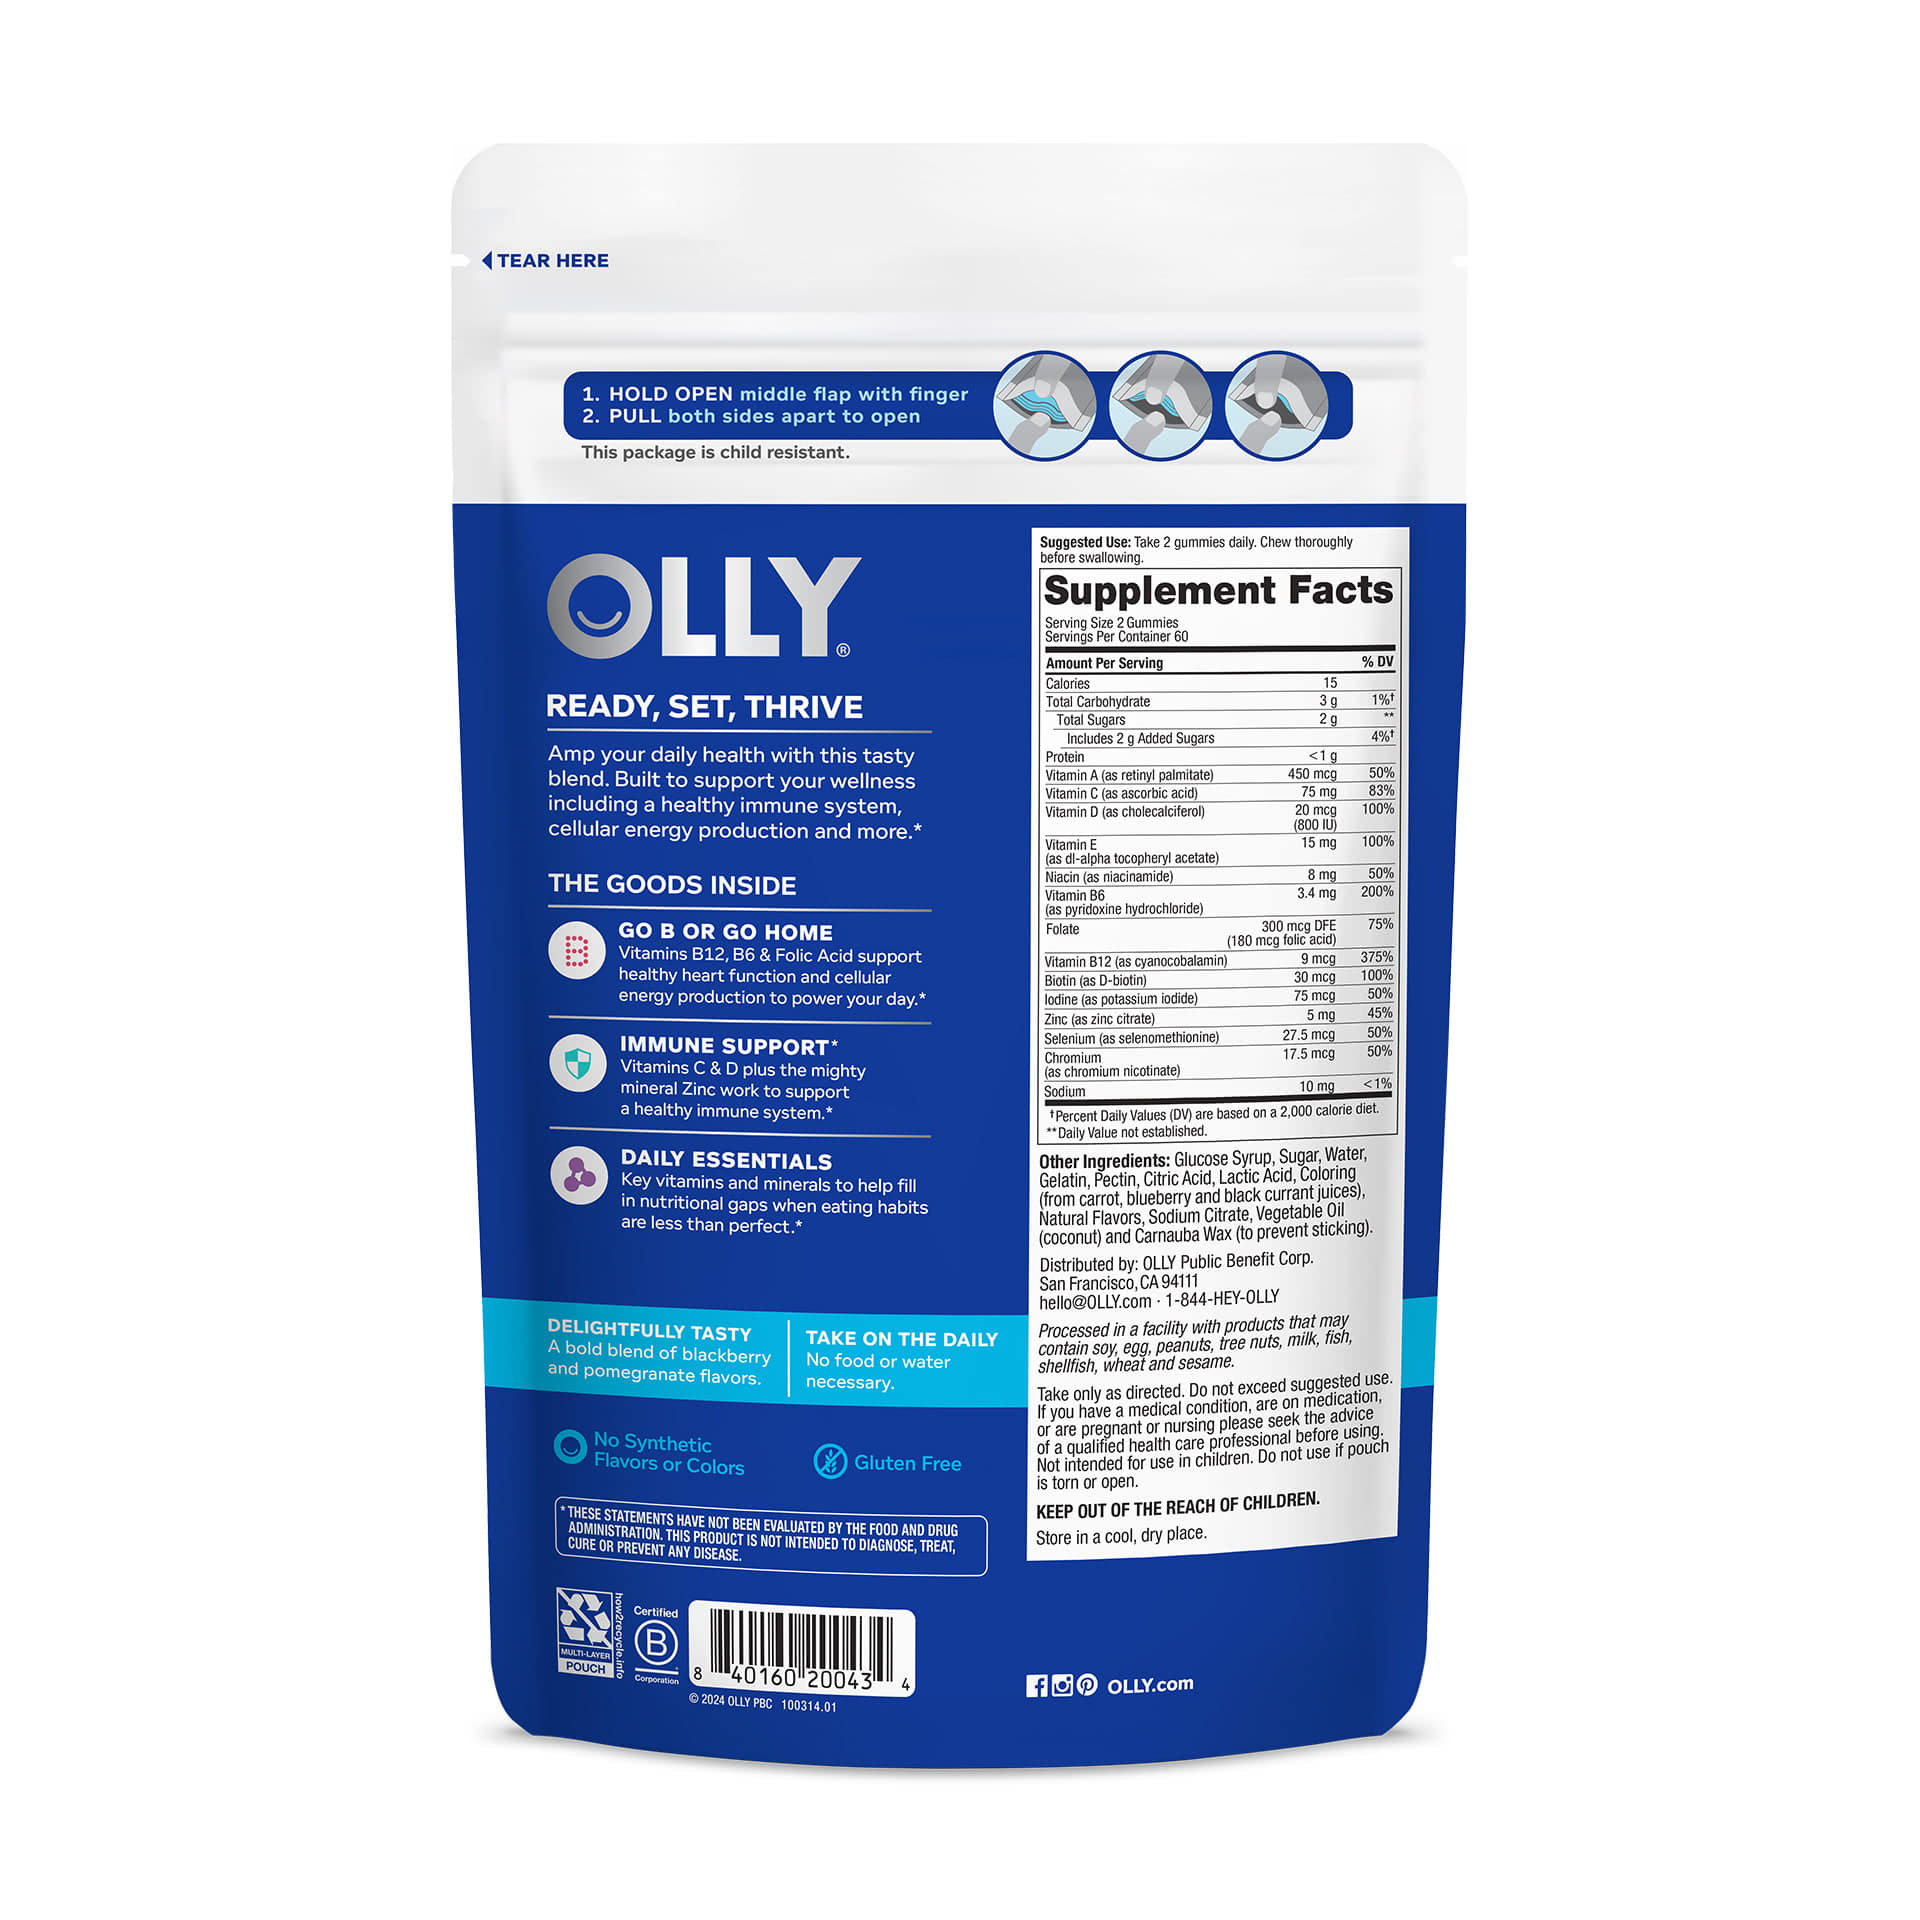 TEAR HERE
1. HOLD OPEN middle flap with finger
2. PULL both sides apart to open
This package is child resistant.
OLLY®
READY, SET, THRIVE
Amp your daily health with this tasty
blend. Built to support your wellness
including a healthy immune system,
cellular energy production and more.*
THE GOODS INSIDE
B
GO B OR GO HOME
Vitamins B12, B6 & Folic Acid support
healthy heart function and cellular
energy production to power your day.*
IMMUNE SUPPORT*
Vitamins C & D plus the mighty
mineral Zinc work to support
a healthy immune system.*
DAILY ESSENTIALS
Key vitamins and minerals to help fill
in nutritional gaps when eating habits
are less than perfect.*
DELIGHTFULLY TASTY
A bold blend of blackberry
and pomegranate flavors.
TAKE ON THE DAILY
No food or water
necessary.
No Synthetic
Flavors or Colors
Gluten Free
*THESE STATEMENTS HAVE NOT BEEN EVALUATED BY THE FOOD AND DRUG
ADMINISTRATION. THIS PRODUCT IS NOT INTENDED TO DIAGNOSE, TREAT,
CURE OR PREVENT ANY DISEASE.
MULTI-LAYER
POUCH
how2recycle.info
Certified
B
Corporation
8 40160 20043 4
© 2024 OLLY PBC 100314.01
Suggested Use: Take 2 gummies daily. Chew thoroughly
before swallowing.
Supplement Facts
Serving Size 2 Gummies
Servings Per Container 60
Amount Per Serving % DV
Calories 15
Total Carbohydrate 3 g 1%†
Total Sugars 2 g **
Includes 2 g Added Sugars 4%†
Protein <1 g
Vitamin A (as retinyl palmitate) 450 mcg 50%
Vitamin C (as ascorbic acid) 75 mg 83%
Vitamin D (as cholecalciferol) 20 mcg 100%
(800 IU)
Vitamin E 15 mg 100%
(as dl-alpha tocopheryl acetate)
Niacin (as niacinamide) 8 mg 50%
Vitamin B6 3.4 mg 200%
(as pyridoxine hydrochloride)
Folate 300 mcg DFE 75%
(180 mcg folic acid)
Vitamin B12 (as cyanocobalamin) 9 mcg 375%
Biotin (as D-biotin) 30 mcg 100%
Iodine (as potassium iodide) 75 mcg 50%
Zinc (as zinc citrate) 5 mg 45%
Selenium (as selenomethionine) 27.5 mcg 50%
Chromium 17.5 mcg 50%
(as chromium nicotinate)
Sodium 10 mg <1%
†Percent Daily Values (DV) are based on a 2,000 calorie diet.
**Daily Value not established.
Other Ingredients: Glucose Syrup, Sugar, Water,
Gelatin, Pectin, Citric Acid, Lactic Acid, Coloring
(from carrot, blueberry and black currant juices),
Natural Flavors, Sodium Citrate, Vegetable Oil
(coconut) and Carnauba Wax (to prevent sticking).
Distributed by: OLLY Public Benefit Corp.
San Francisco, CA 94111
hello@OLLY.com · 1-844-HEY-OLLY
Processed in a facility with products that may
contain soy, egg, peanuts, tree nuts, milk, fish,
shellfish, wheat and sesame.
Take only as directed. Do not exceed suggested use.
If you have a medical condition, are on medication,
or are pregnant or nursing please seek the advice
of a qualified health care professional before using.
Not intended for use in children. Do not use if pouch
is torn or open.
KEEP OUT OF THE REACH OF CHILDREN.
Store in a cool, dry place.
OLLY.com